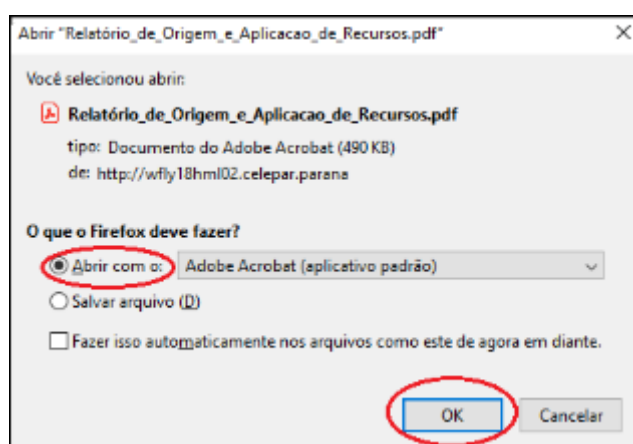 Abrir "Relatório_de_Origem_e_Aplicacao_de_Recursos.pdf"
Você selecionou abrir:
Relatório_de_Origem_e_Aplicacao_de_Recursos.pdf
tipo: Documento do Adobe Acrobat (490 KB)
de: http://wfly18hml02.celepar.parana
O que o Firefox deve fazer?
Abrir com o: Adobe Acrobat (aplicativo padrão)
Salvar arquivo (D)
Fazer isso automaticamente nos arquivos como este de agora em diante.
OK Cancelar